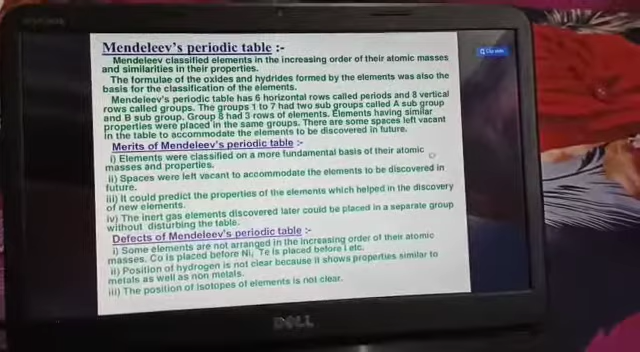 Mendeleev's periodic table :-
Mendeleev classified elements in the increasing order of their atomic masses
and similarities in their properties.
The formulae of the oxides and hydrides formed by the elements was also the
basis for the classification of the elements.
Mendeleev's periodic table has 6 horizontal rows called periods and 8 vertical
rows called groups. The groups 1 to 7 had two sub groups called A sub group
and B sub group. Group 8 had 3 rows of elements. Elements having similar
properties were placed in the same groups. There are some spaces left vacant
in the table to accommodate the elements to be discovered in future.
Merits of Mendeleev's periodic table :-
i) Elements were classified on a more fundamental basis of their atomic
masses and properties.
ii) Spaces were left vacant to accommodate the elements to be discovered in
future.
iii) It could predict the properties of the elements which helped in the discovery
of new elements.
iv) The inert gas elements discovered later could be placed in a separate group
without disturbing the table.
Defects of Mendeleev's periodic table :-
i) Some elements are not arranged in the increasing order of their atomic
masses. Co is placed before Ni, Te is placed before I etc.
ii) Position of hydrogen is not clear because it shows properties similar to
metals as well as non metals.
iii) The position of isotopes of elements is not clear.
DELL